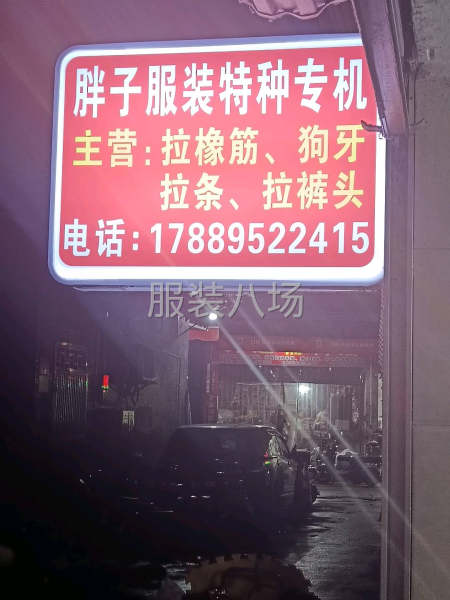 胖子服装特种专机
主营:拉橡筋、狗牙
拉条、拉裤头
电话:17889522415
服装八场